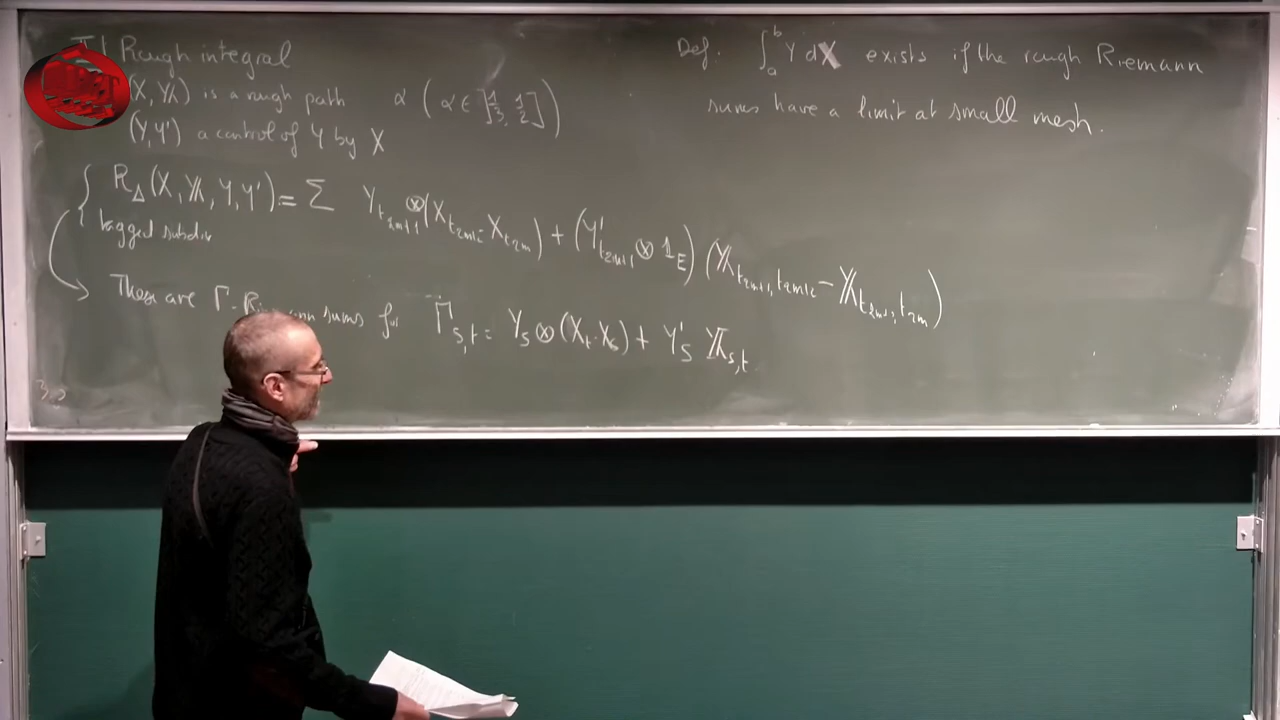 Rough integral
(X, 𝕏) is a rough path α (α ∈ ]1/3, 1/2])
(Y, Y') a control of Y by X
R_Δ(X, 𝕏, Y, Y') = Σ Y_{t_{2m+1}} ⊗ (X_{t_{2m+2}} - X_{t_{2m}}) + (Y'_{t_{2m+1}} ⊗ 1_E) (𝕏_{t_{2m+1}, t_{2m+2}} - 𝕏_{t_{2m+1}, t_{2m}})
tagged subdiv
These are Γ-Riemann sums for Γ_{s,t} = Y_s ⊗ (X_t - X_s) + Y'_s 𝕏_{s,t}
Def. ∫_a^b Y d𝕏 exists if the rough Riemann
sums have a limit at small mesh.